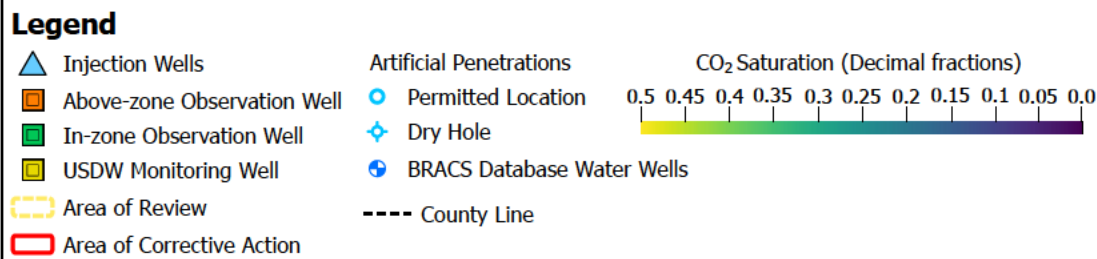 Legend
Injection Wells
Above-zone Observation Well
In-zone Observation Well
USDW Monitoring Well
Area of Review
Area of Corrective Action
Artificial Penetrations
Permitted Location
Dry Hole
BRACS Database Water Wells
County Line
CO₂ Saturation (Decimal fractions)
0.5 0.45 0.4 0.35 0.3 0.25 0.2 0.15 0.1 0.05 0.0